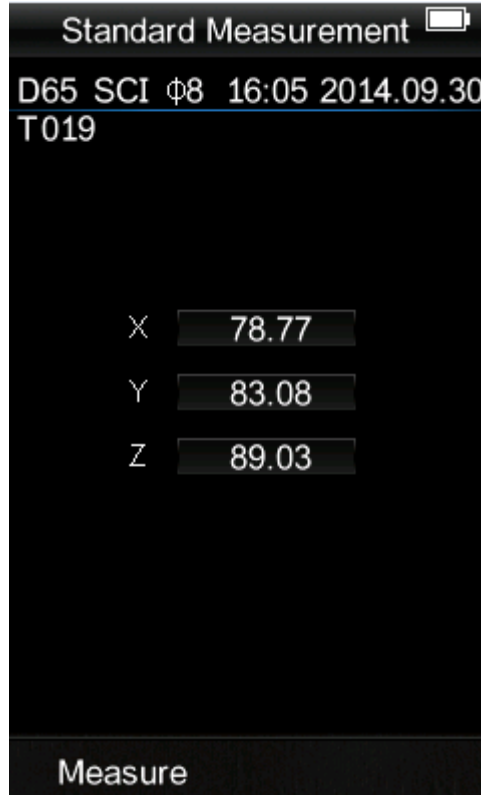 Standard Measurement
D65 SCI Φ8 16:05 2014.09.30
T019
X 78.77
Y 83.08
Z 89.03
Measure